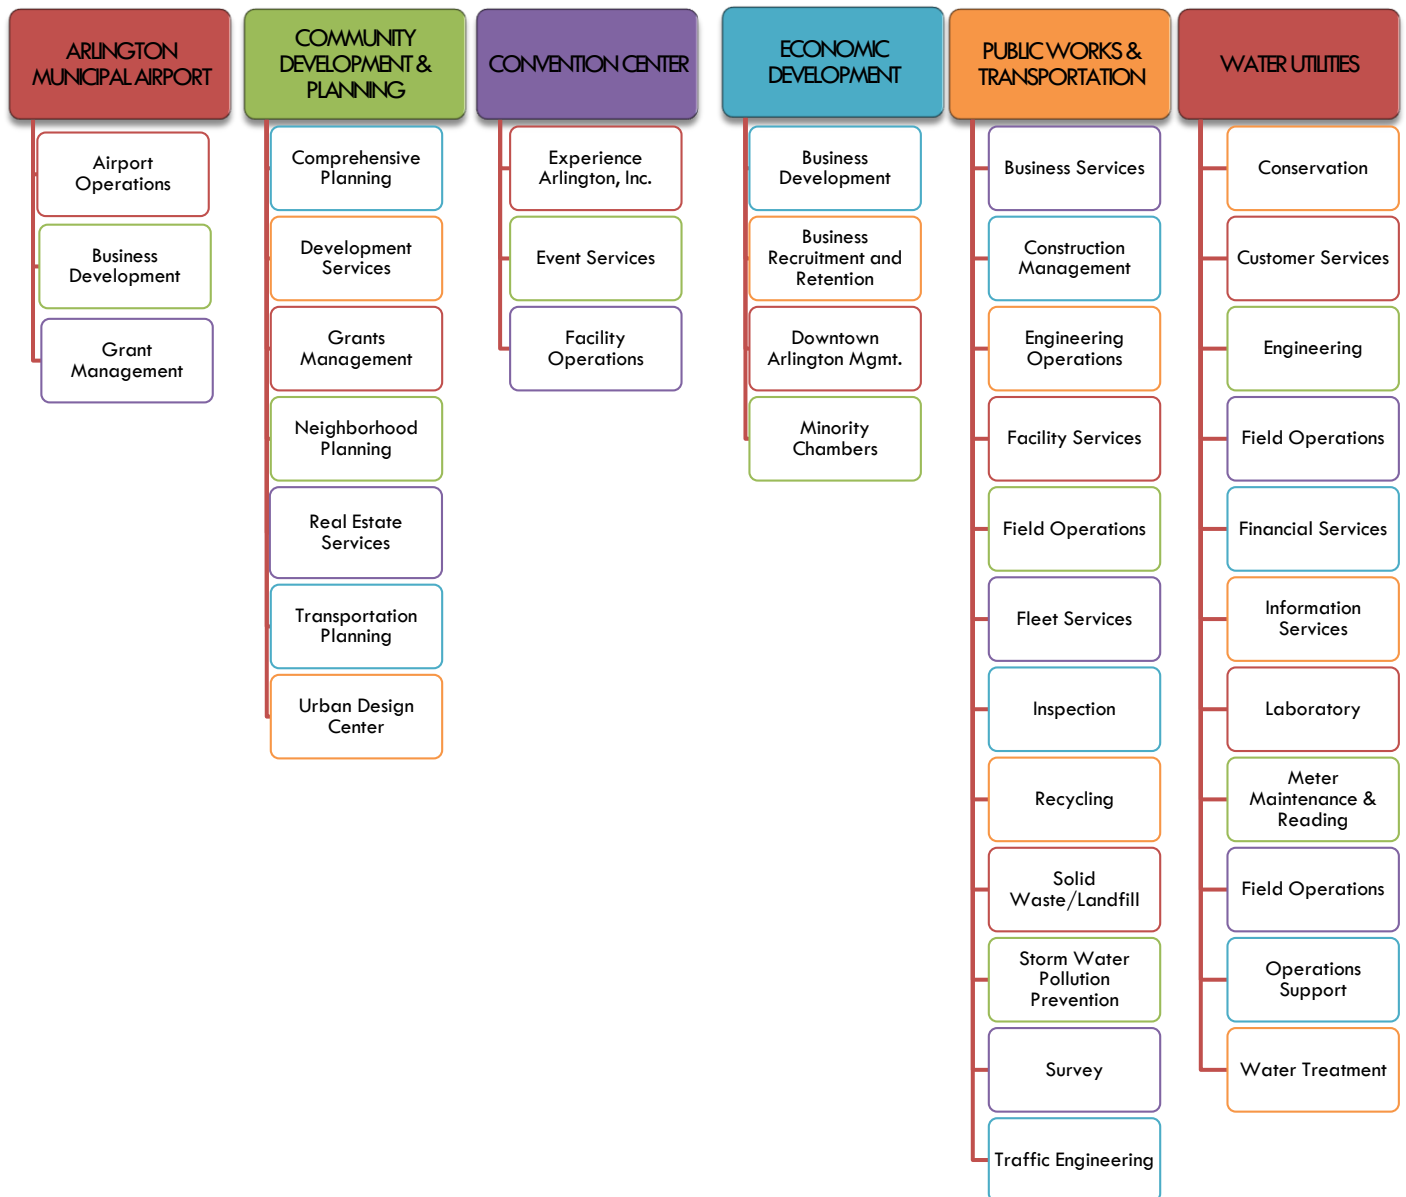 ARLINGTON
MUNICIPAL AIRPORT
Airport
Operations
Business
Development
Grant
Management
COMMUNITY
DEVELOPMENT &
PLANNING
Comprehensive
Planning
Development
Services
Grants
Management
Neighborhood
Planning
Real Estate
Services
Transportation
Planning
Urban Design
Center
CONVENTION CENTER
Experience
Arlington, Inc.
Event Services
Facility
Operations
ECONOMIC
DEVELOPMENT
Business
Development
Business
Recruitment and
Retention
Downtown
Arlington Mgmt.
Minority
Chambers
PUBLIC WORKS &
TRANSPORTATION
Business Services
Construction
Management
Engineering
Operations
Facility Services
Field Operations
Fleet Services
Inspection
Recycling
Solid
Waste/Landfill
Storm Water
Pollution
Prevention
Survey
Traffic Engineering
WATER UTILITIES
Conservation
Customer Services
Engineering
Field Operations
Financial Services
Information
Services
Laboratory
Meter
Maintenance &
Reading
Field Operations
Operations
Support
Water Treatment